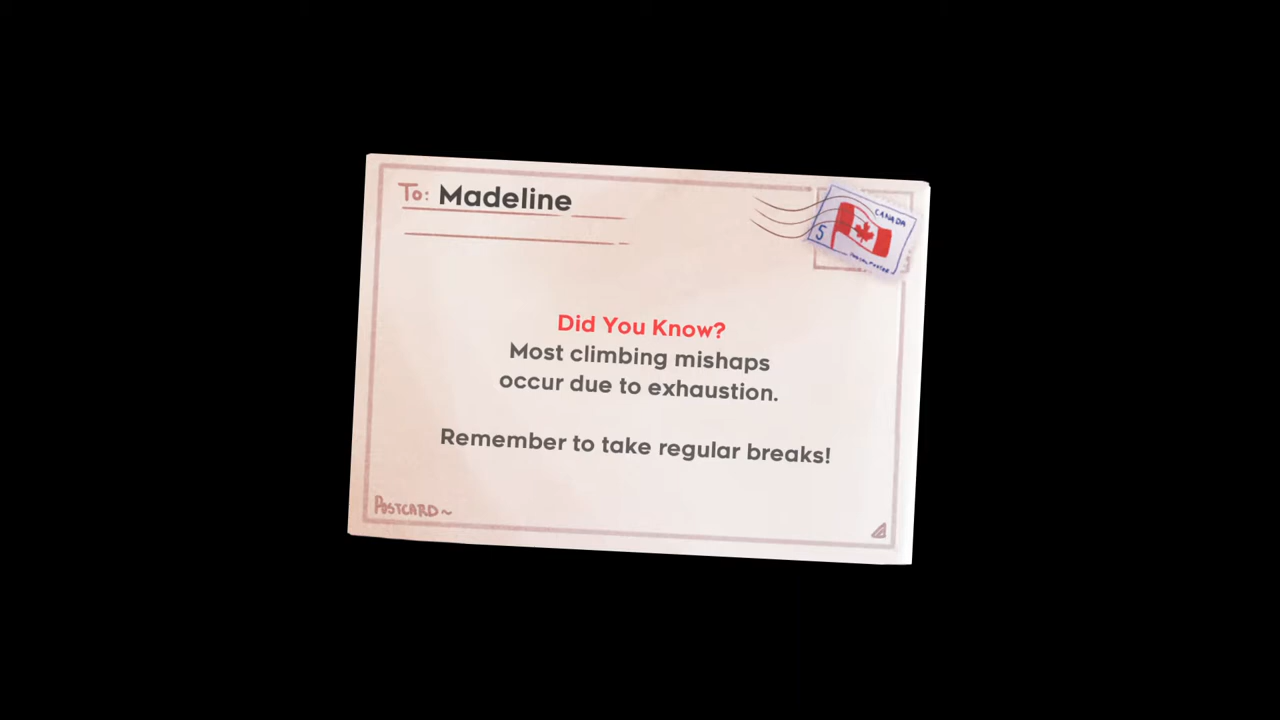 To: Madeline
CANADA
5
Did You Know?
Most climbing mishaps
occur due to exhaustion.
Remember to take regular breaks!
POSTCARD~